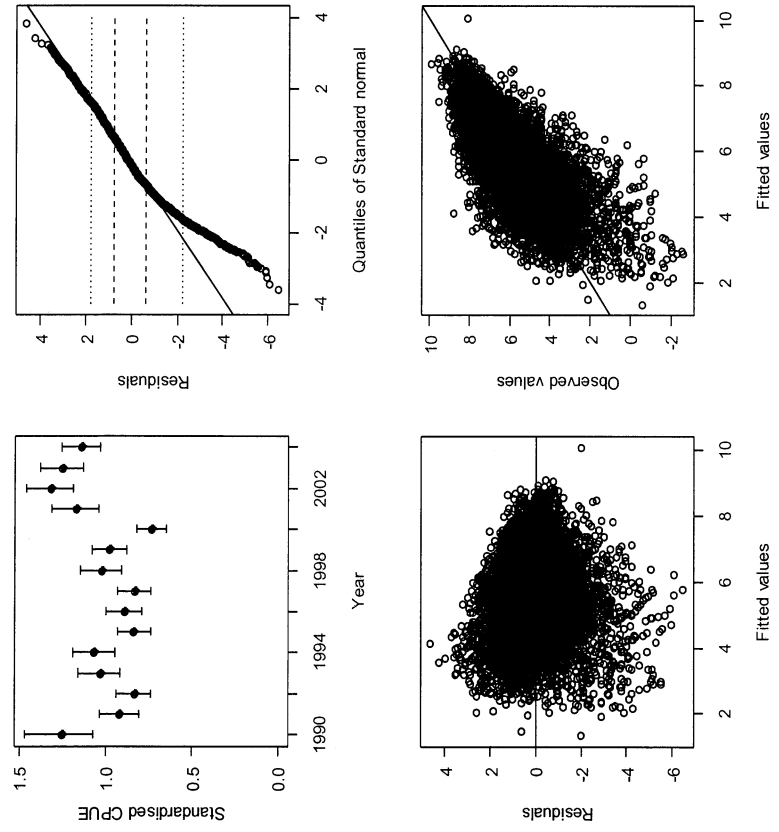 Standardised CPUE
1.5
1.0
0.5
0.0
1990 1994 1998 2002
Year
Residuals
4
2
0
-2
-4
-6
-4 -2 0 2 4
Quantiles of Standard normal
Residuals
4
2
0
-2
-4
-6
2 4 6 8 10
Fitted values
Observed values
10
8
6
4
2
0
-2
2 4 6 8 10
Fitted values